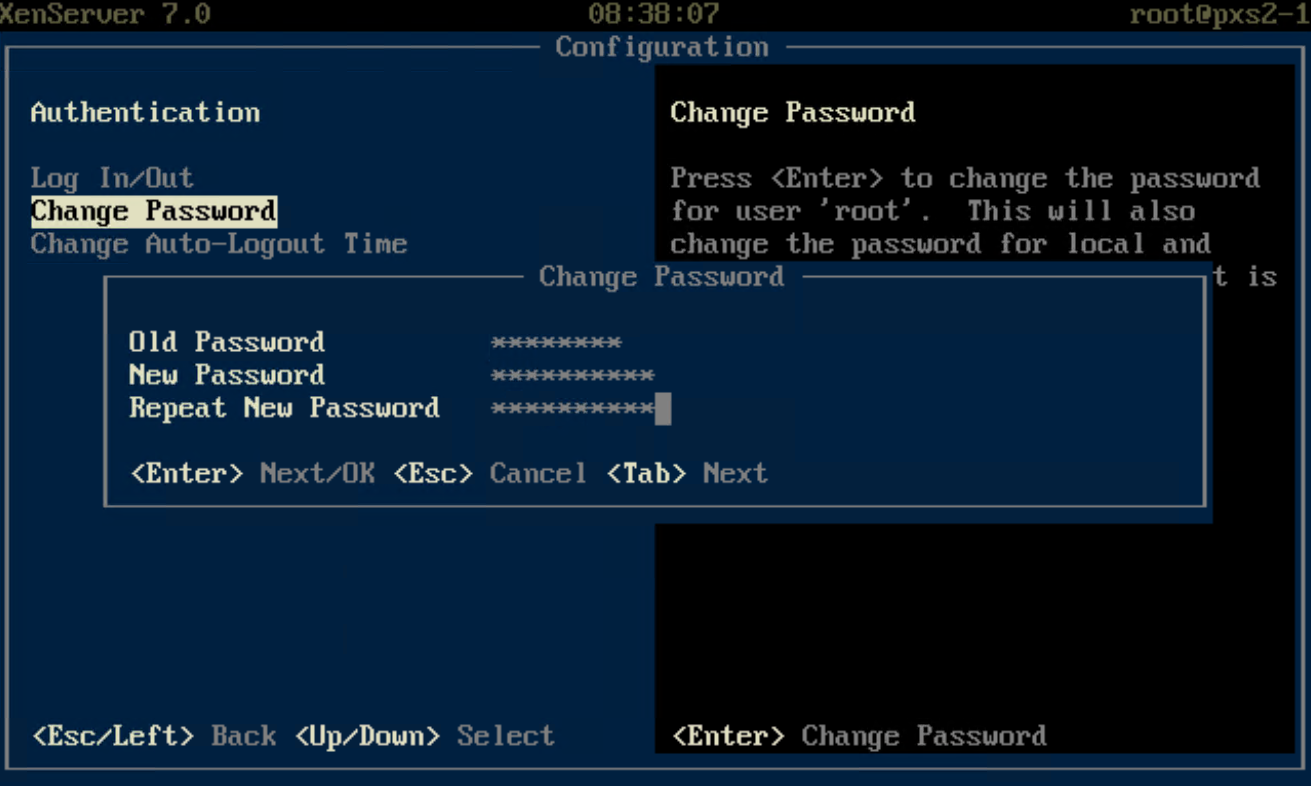 XenServer 7.0 08:38:07 root@pxs2-1
Configuration
Authentication
Log In/Out
Change Password
Change Auto-Logout Time
Change Password
Press <Enter> to change the password
for user 'root'.  This will also
change the password for local and
t is
Change Password
Old Password ********
New Password **********
Repeat New Password **********
<Enter> Next/OK <Esc> Cancel <Tab> Next
<Esc/Left> Back <Up/Down> Select
<Enter> Change Password